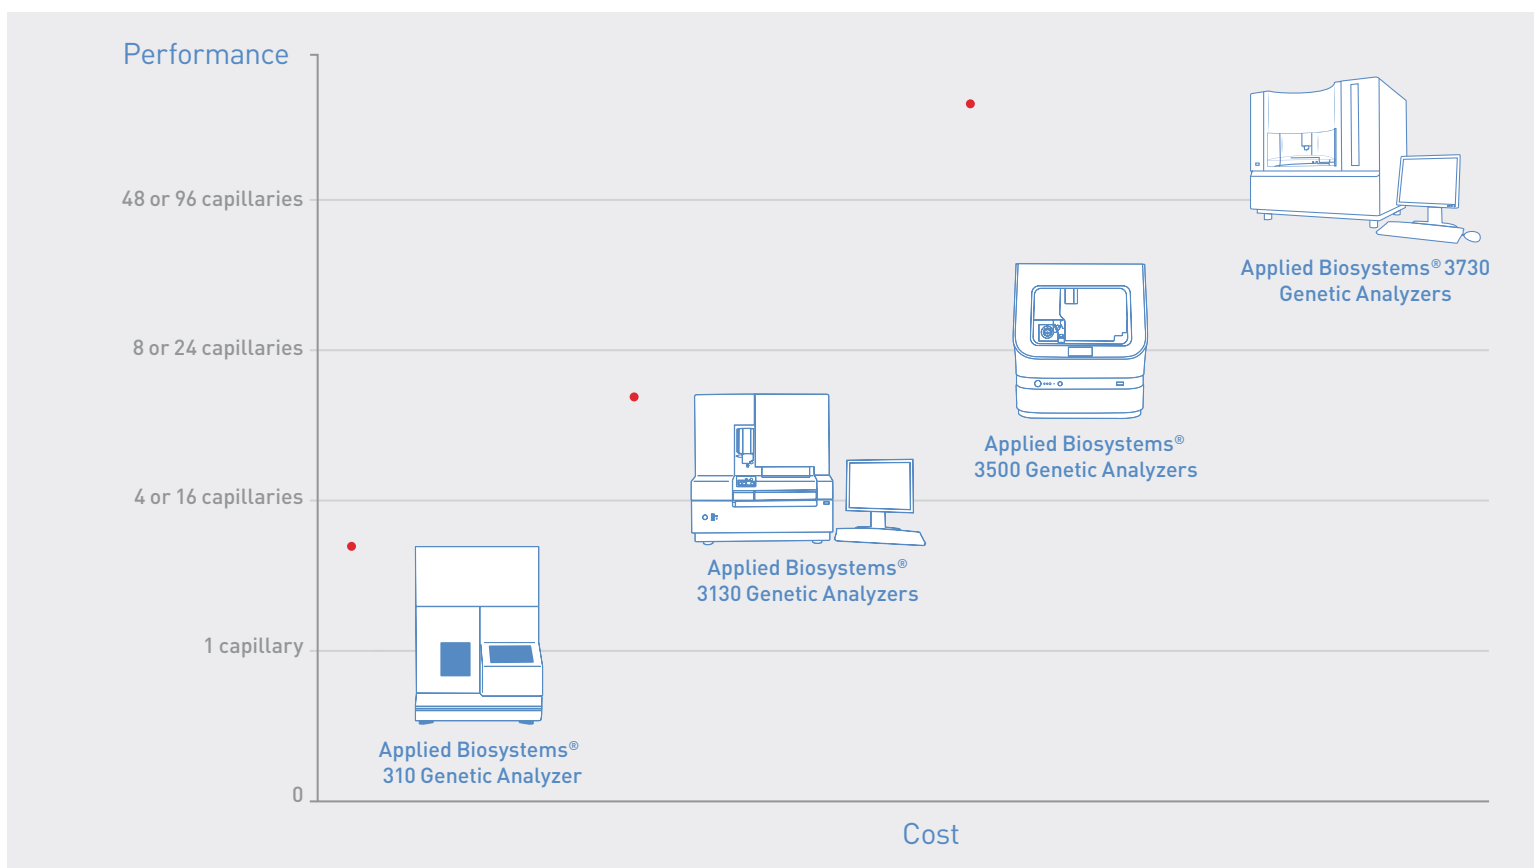 Performance
48 or 96 capillaries
Applied Biosystems® 3730
Genetic Analyzers
8 or 24 capillaries
Applied Biosystems®
3500 Genetic Analyzers
4 or 16 capillaries
Applied Biosystems®
3130 Genetic Analyzers
1 capillary
Applied Biosystems®
310 Genetic Analyzer
0
Cost